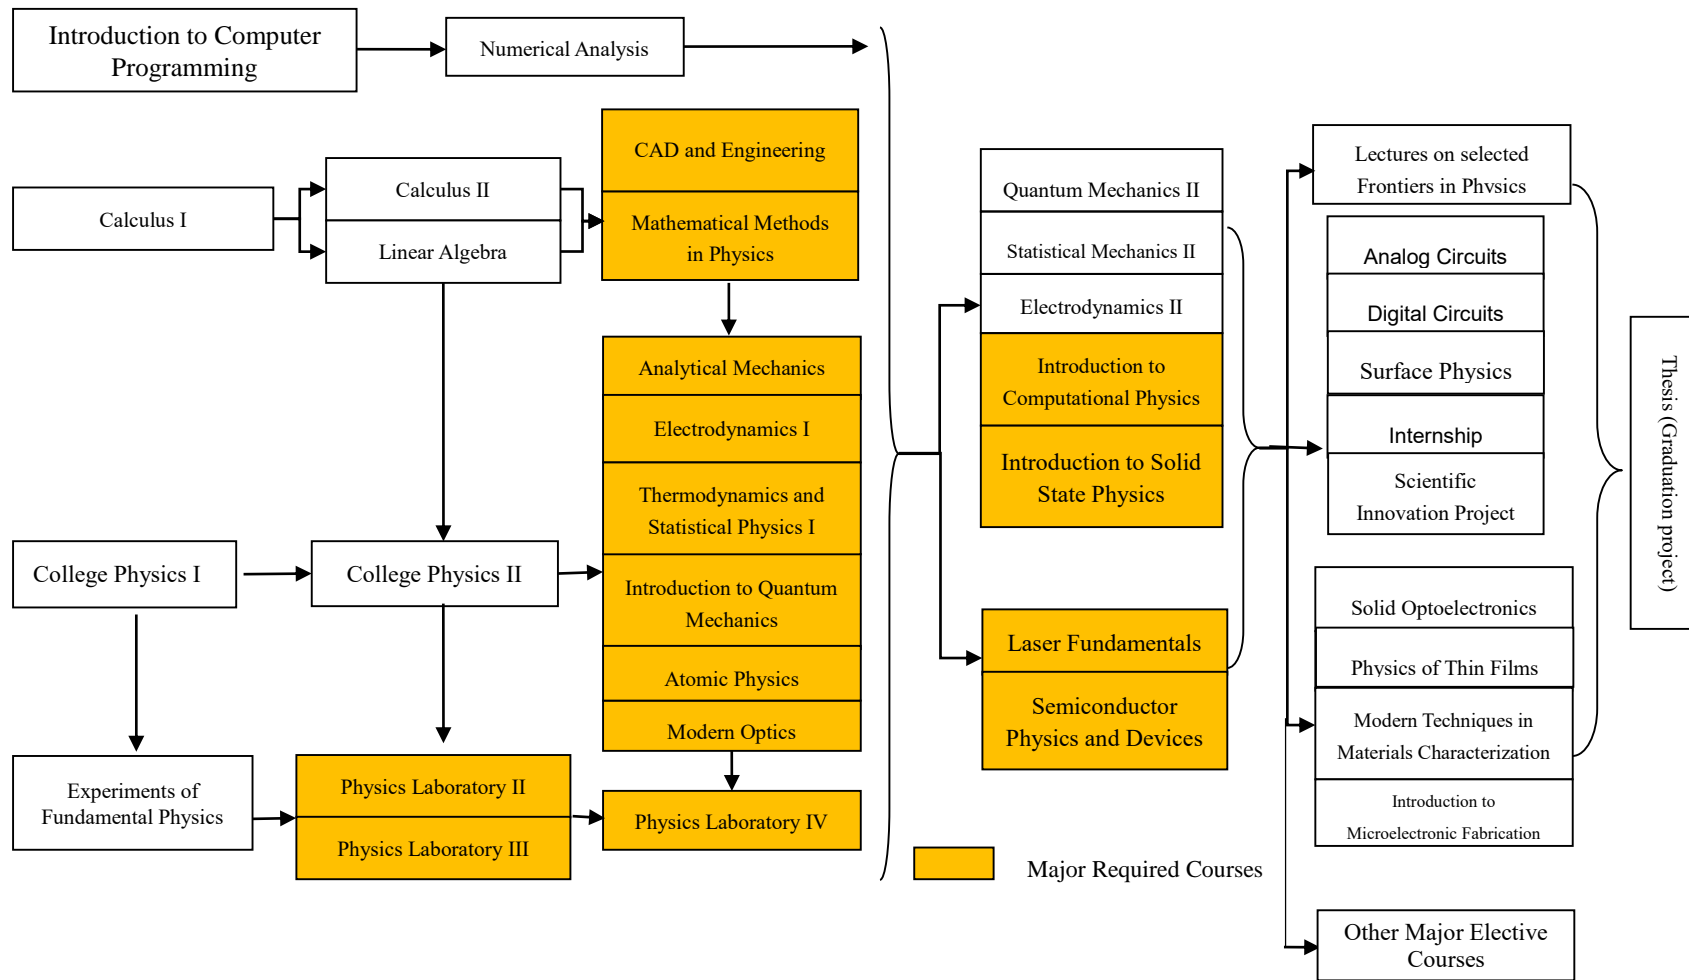 Introduction to Computer
Programming
Numerical Analysis
Calculus I
Calculus II
Linear Algebra
CAD and Engineering
Mathematical Methods
in Physics
Analytical Mechanics
Electrodynamics I
Thermodynamics and
Statistical Physics I
Introduction to Quantum
Mechanics
Atomic Physics
Modern Optics
College Physics I
College Physics II
Experiments of
Fundamental Physics
Physics Laboratory II
Physics Laboratory III
Physics Laboratory IV
Quantum Mechanics II
Statistical Mechanics II
Electrodynamics II
Introduction to
Computational Physics
Introduction to Solid
State Physics
Laser Fundamentals
Semiconductor
Physics and Devices
Major Required Courses
Lectures on selected
Frontiers in Physics
Analog Circuits
Digital Circuits
Surface Physics
Internship
Scientific
Innovation Project
Solid Optoelectronics
Physics of Thin Films
Modern Techniques in
Materials Characterization
Introduction to
Microelectronic Fabrication
Other Major Elective
Courses
Thesis (Graduation project)